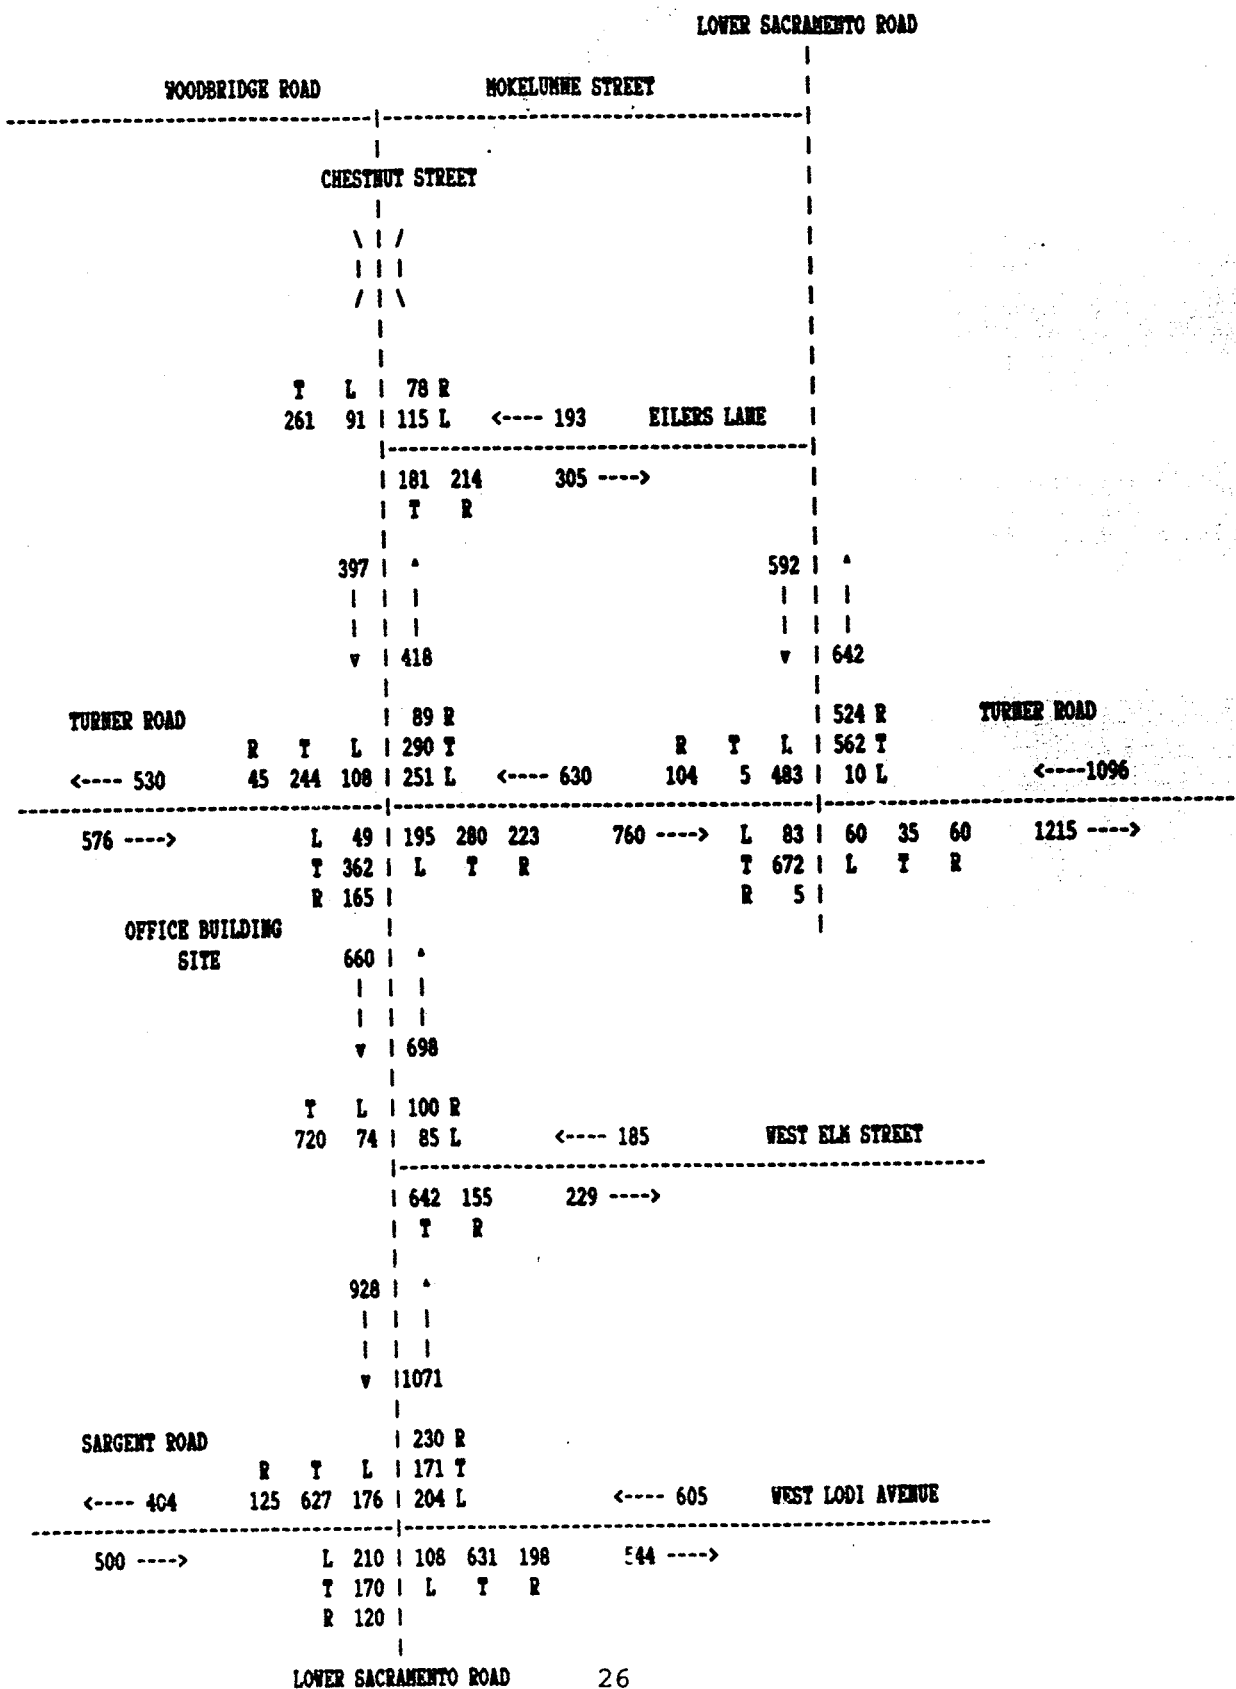 LOWER SACRAMENTO ROAD
WOODBRIDGE ROAD MOKELUMNE STREET
CHESTNUT STREET
T L 78 R
261 91 115 L <---- 193 EILERS LANE
181 214 305 ---->
T R
397 592
418 642
TURNER ROAD 89 R 524 R TURNER ROAD
R T L 290 T R T L 562 T
<---- 530 45 244 108 251 L <---- 630 104 5 483 10 L <----1096
576 ----> L 49 195 280 223 760 ----> L 83 60 35 60 1215 ---->
T 362 L T R T 672 L T R
R 165 R 5
OFFICE BUILDING
SITE 660
698
T L 100 R
720 74 85 L <---- 185 WEST ELM STREET
642 155 229 ---->
T R
928
1071
SARGENT ROAD 230 R
R T L 171 T
<---- 404 125 627 176 204 L <---- 605 WEST LODI AVENUE
500 ----> L 210 108 631 198 544 ---->
T 170 L T R
R 120
LOWER SACRAMENTO ROAD 26